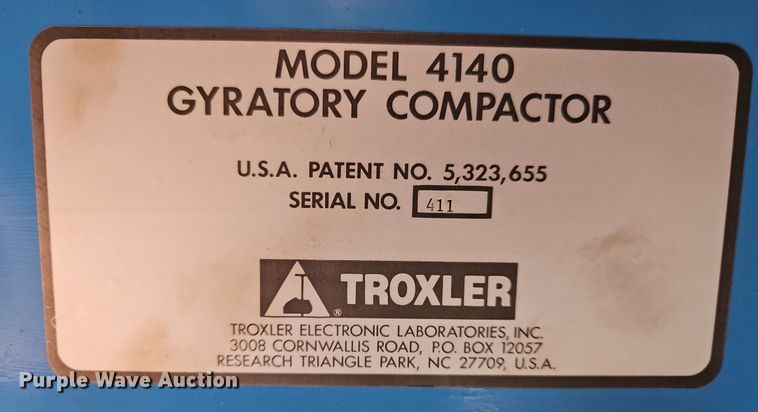 MODEL 4140
GYRATORY COMPACTOR
U.S.A. PATENT NO. 5,323,655
SERIAL NO. 411
TROXLER
®
TROXLER ELECTRONIC LABORATORIES, INC.
3008 CORNWALLIS ROAD, P.O. BOX 12057
RESEARCH TRIANGLE PARK, NC 27709, U.S.A.
Purple Wave Auction